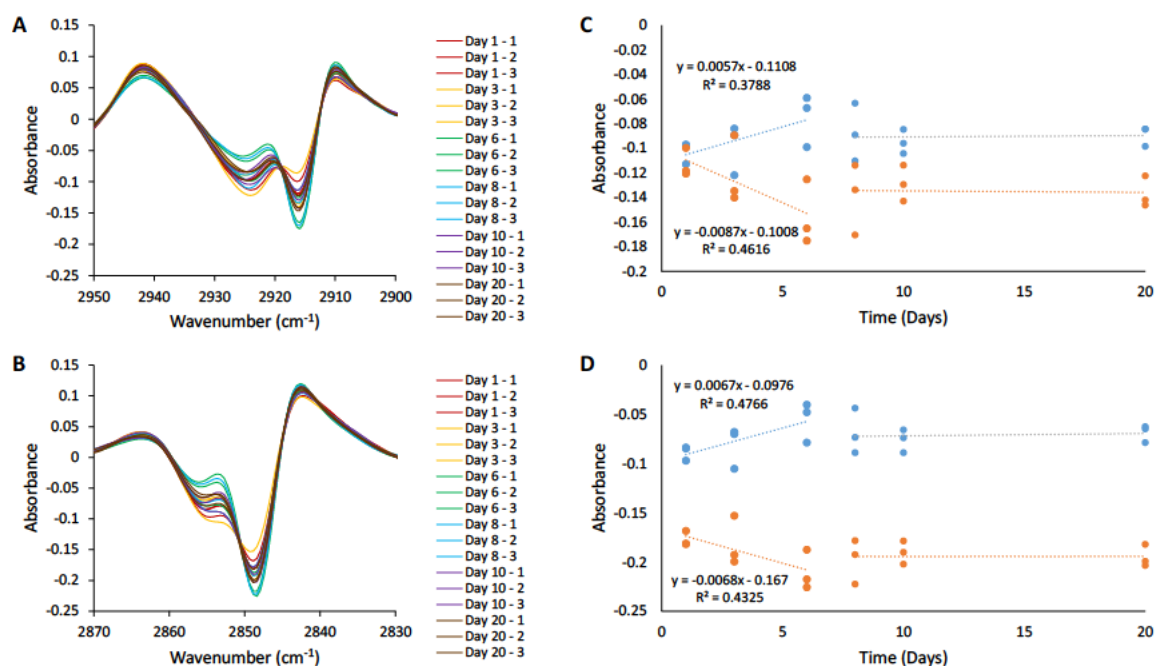 A
0.15
0.1
0.05
0
-0.05
-0.1
-0.15
-0.2
-0.25
Absorbance
2950 2940 2930 2920 2910 2900
Wavenumber (cm⁻¹)
Day 1 - 1
Day 1 - 2
Day 1 - 3
Day 3 - 1
Day 3 - 2
Day 3 - 3
Day 6 - 1
Day 6 - 2
Day 6 - 3
Day 8 - 1
Day 8 - 2
Day 8 - 3
Day 10 - 1
Day 10 - 2
Day 10 - 3
Day 20 - 1
Day 20 - 2
Day 20 - 3
C
0
-0.02
-0.04
-0.06
-0.08
-0.1
-0.12
-0.14
-0.16
-0.18
-0.2
Absorbance
y = 0.0057x - 0.1108
R² = 0.3788
y = -0.0087x - 0.1008
R² = 0.4616
0 5 10 15 20
Time (Days)
B
0.15
0.1
0.05
0
-0.05
-0.1
-0.15
-0.2
-0.25
Absorbance
2870 2860 2850 2840 2830
Wavenumber (cm⁻¹)
Day 1 - 1
Day 1 - 2
Day 1 - 3
Day 3 - 1
Day 3 - 2
Day 3 - 3
Day 6 - 1
Day 6 - 2
Day 6 - 3
Day 8 - 1
Day 8 - 2
Day 8 - 3
Day 10 - 1
Day 10 - 2
Day 10 - 3
Day 20 - 1
Day 20 - 2
Day 20 - 3
D
0
-0.05
-0.1
-0.15
-0.2
-0.25
Absorbance
y = 0.0067x - 0.0976
R² = 0.4766
y = -0.0068x - 0.167
R² = 0.4325
0 5 10 15 20
Time (Days)